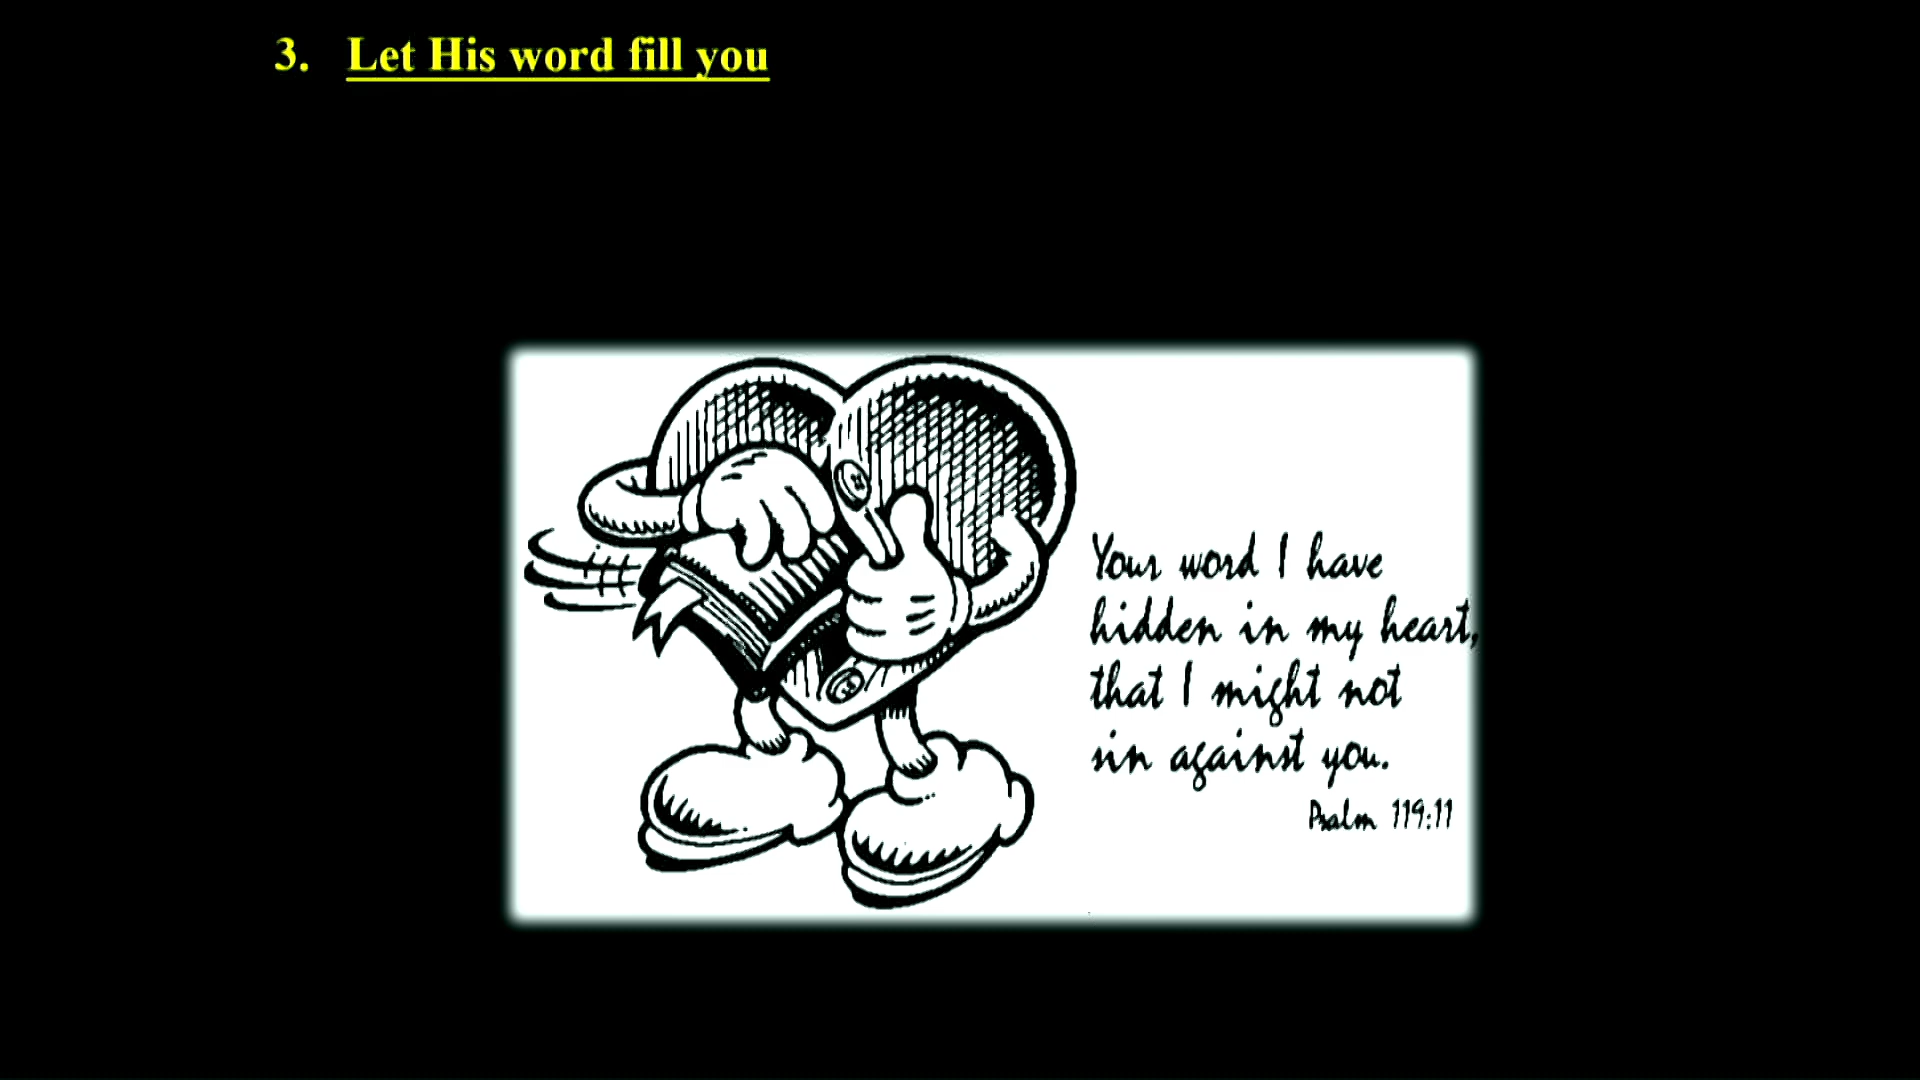 3. Let His word fill you
Your word I have
hidden in my heart,
that I might not
sin against you.
Psalm 119:11